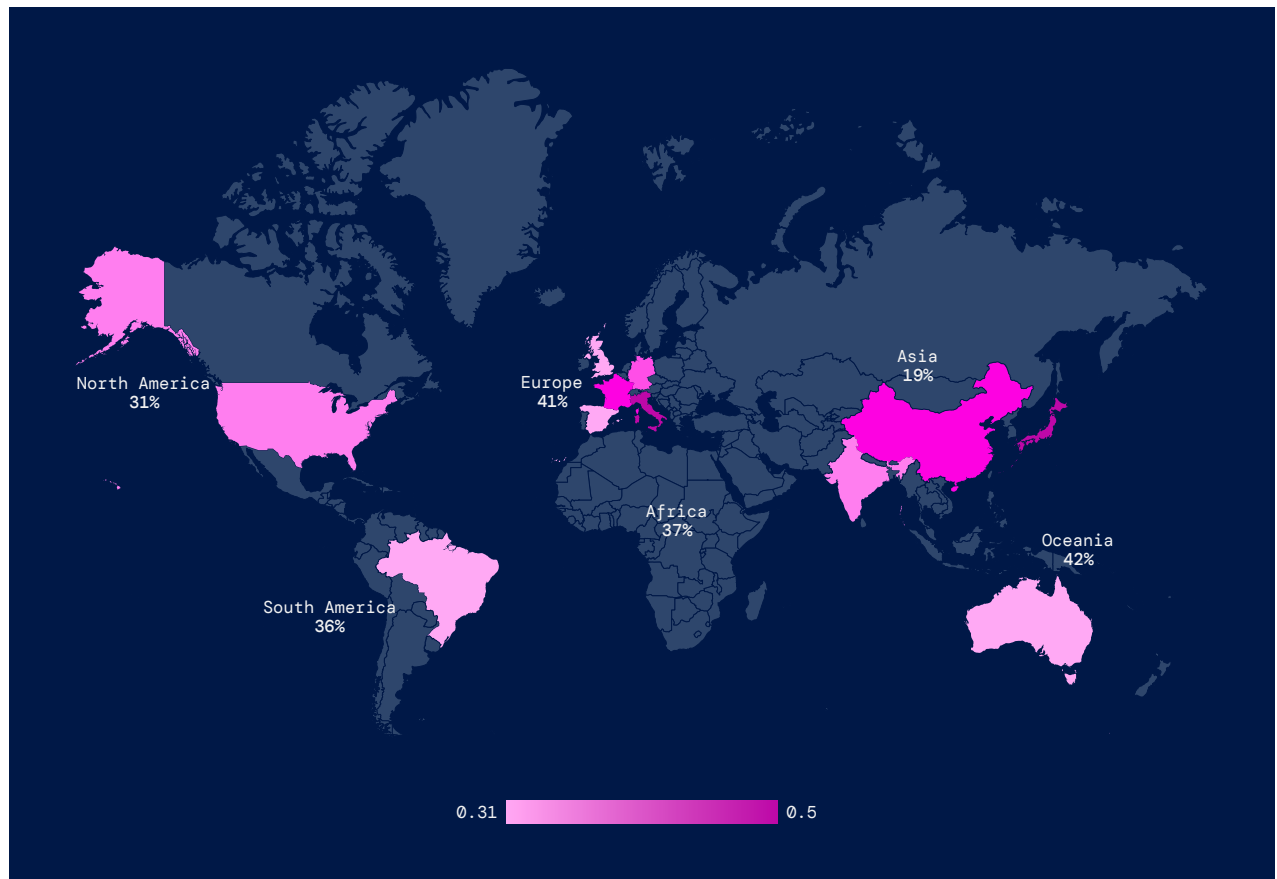 Asia
19%
North America
31%
Europe
41%
Africa
37%
Oceania
42%
South America
36%
0.31
0.5